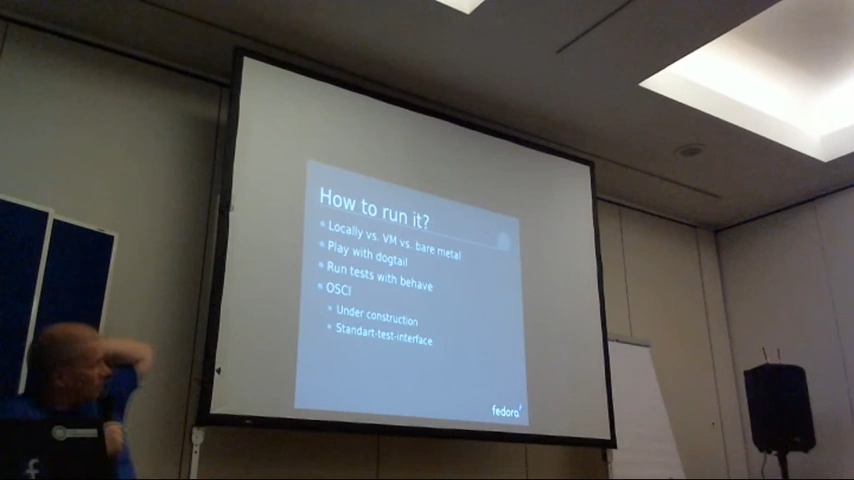 How to run it?
Locally vs. VM vs. bare metal
Play with dogtail
Run tests with behave
OSCI
Under construction
Standart-test-interface
fedora